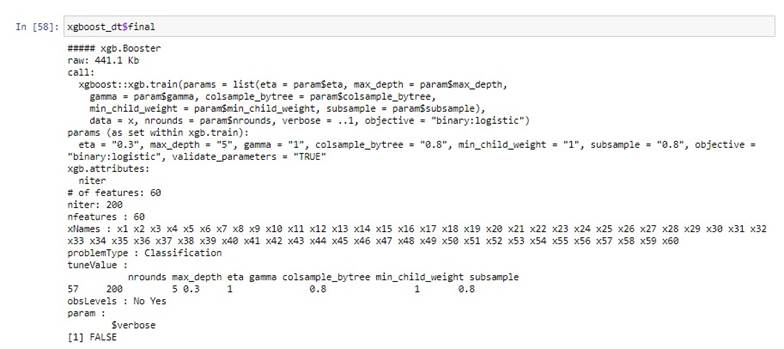 In [58]: xgboost_dt$final
##### xgb.Booster
raw: 441.1 Kb
call:
xgboost::xgb.train(params = list(eta = param$eta, max_depth = param$max_depth,
gamma = param$gamma, colsample_bytree = param$colsample_bytree,
min_child_weight = param$min_child_weight, subsample = param$subsample),
data = x, nrounds = param$nrounds, verbose = ..1, objective = "binary:logistic")
params (as set within xgb.train):
eta = "0.3", max_depth = "5", gamma = "1", colsample_bytree = "0.8", min_child_weight = "1", subsample = "0.8", objective =
"binary:logistic", validate_parameters = "TRUE"
xgb.attributes:
niter
# of features: 60
niter: 200
nfeatures : 60
xNames : x1 x2 x3 x4 x5 x6 x7 x8 x9 x10 x11 x12 x13 x14 x15 x16 x17 x18 x19 x20 x21 x22 x23 x24 x25 x26 x27 x28 x29 x30 x31 x32
x33 x34 x35 x36 x37 x38 x39 x40 x41 x42 x43 x44 x45 x46 x47 x48 x49 x50 x51 x52 x53 x54 x55 x56 x57 x58 x59 x60
problemType : Classification
tuneValue :
nrounds max_depth eta gamma colsample_bytree min_child_weight subsample
57 200 5 0.3 1 0.8 1 0.8
obsLevels : No Yes
param :
$verbose
[1] FALSE